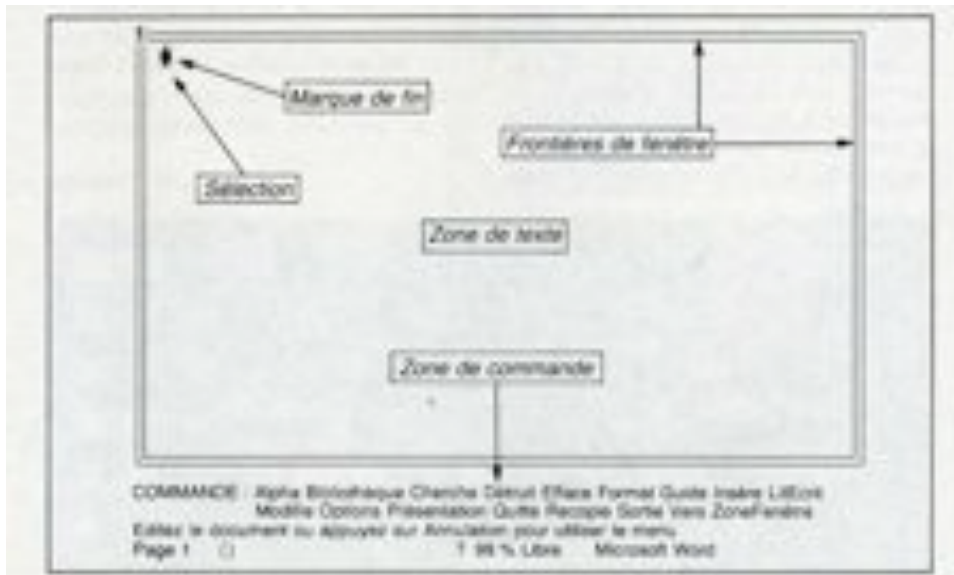 1
Marque de fin
Frontières de fenêtre
Sélection
Zone de texte
Zone de commande
COMMANDE : Alpha Bibliothèque Cherche Détruit Efface Format Guide Insère LitEcrit
Modifie Options Présentation Quitte Recopie Sortie Vers ZoneFenêtre
Editez le document ou appuyez sur Annulation pour utiliser le menu
Page 1 {} ? 98 % Libre Microsoft Word